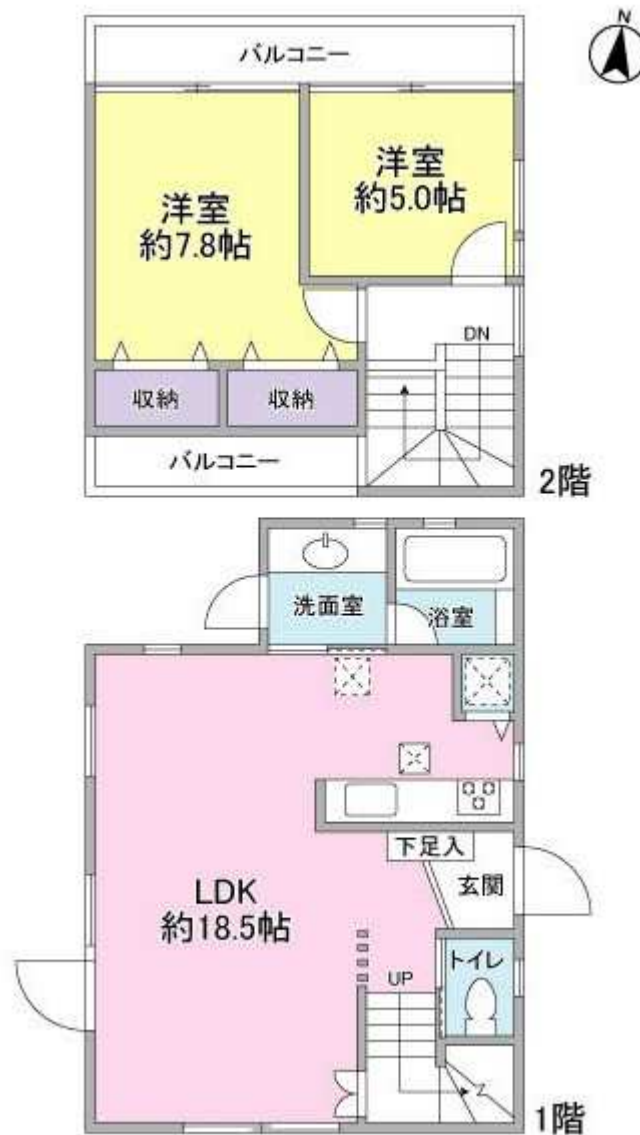 N
バルコニー
洋室
約7.8帖
洋室
約5.0帖
DN
収納
収納
バルコニー
2階
洗面室
浴室
下足入
玄関
LDK
約18.5帖
トイレ
UP
1階